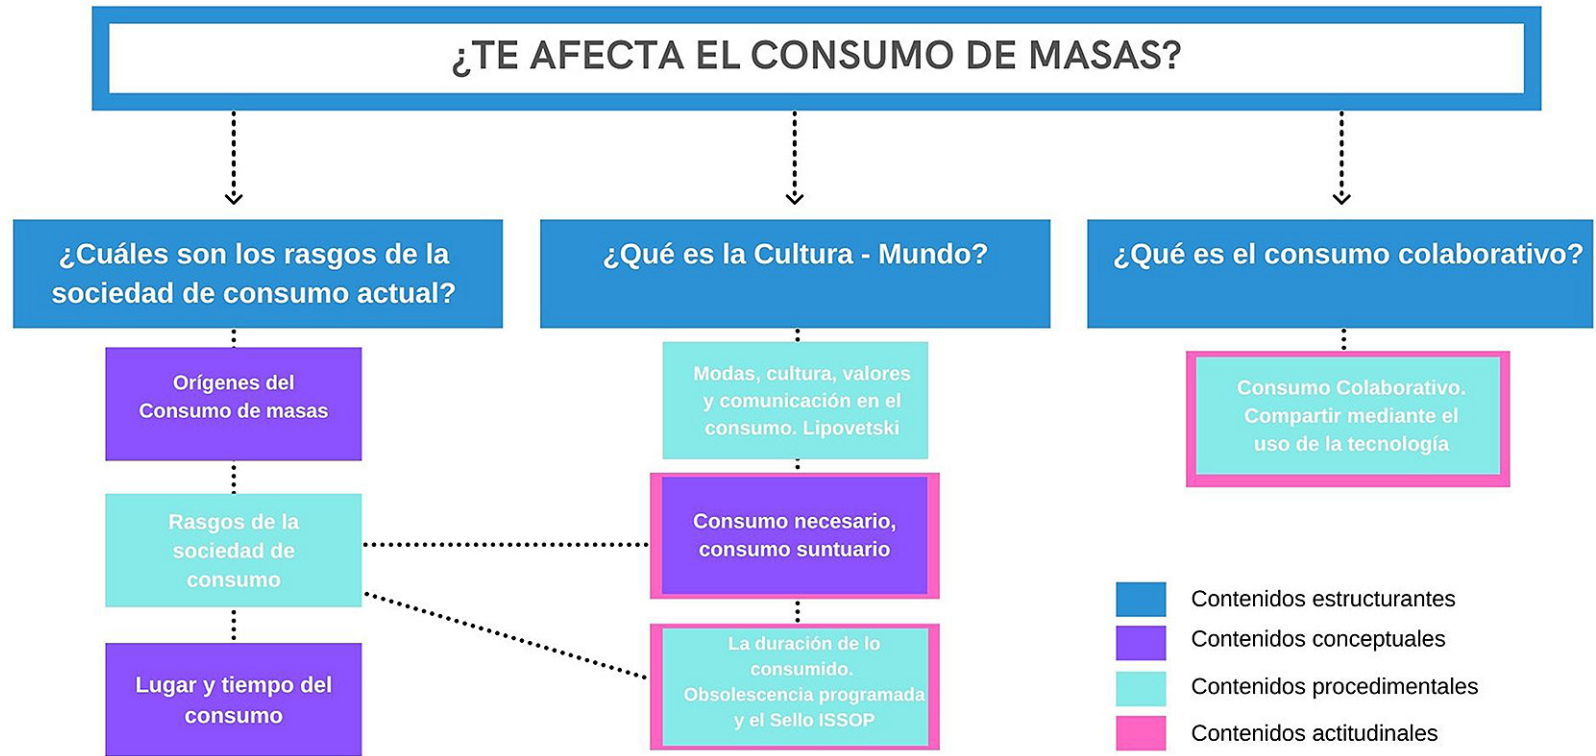 ¿TE AFECTA EL CONSUMO DE MASAS?
¿Cuáles son los rasgos de la
sociedad de consumo actual?
Orígenes del
Consumo de masas
Rasgos de la
sociedad de
consumo
Lugar y tiempo del
consumo
¿Qué es la Cultura - Mundo?
Modas, cultura, valores
y comunicación en el
consumo. Lipovetski
Consumo necesario,
consumo suntuario
La duración de lo
consumido.
Obsolescencia programada
y el Sello ISSOP
¿Qué es el consumo colaborativo?
Consumo Colaborativo.
Compartir mediante el
uso de la tecnología
Contenidos estructurantes
Contenidos conceptuales
Contenidos procedimentales
Contenidos actitudinales